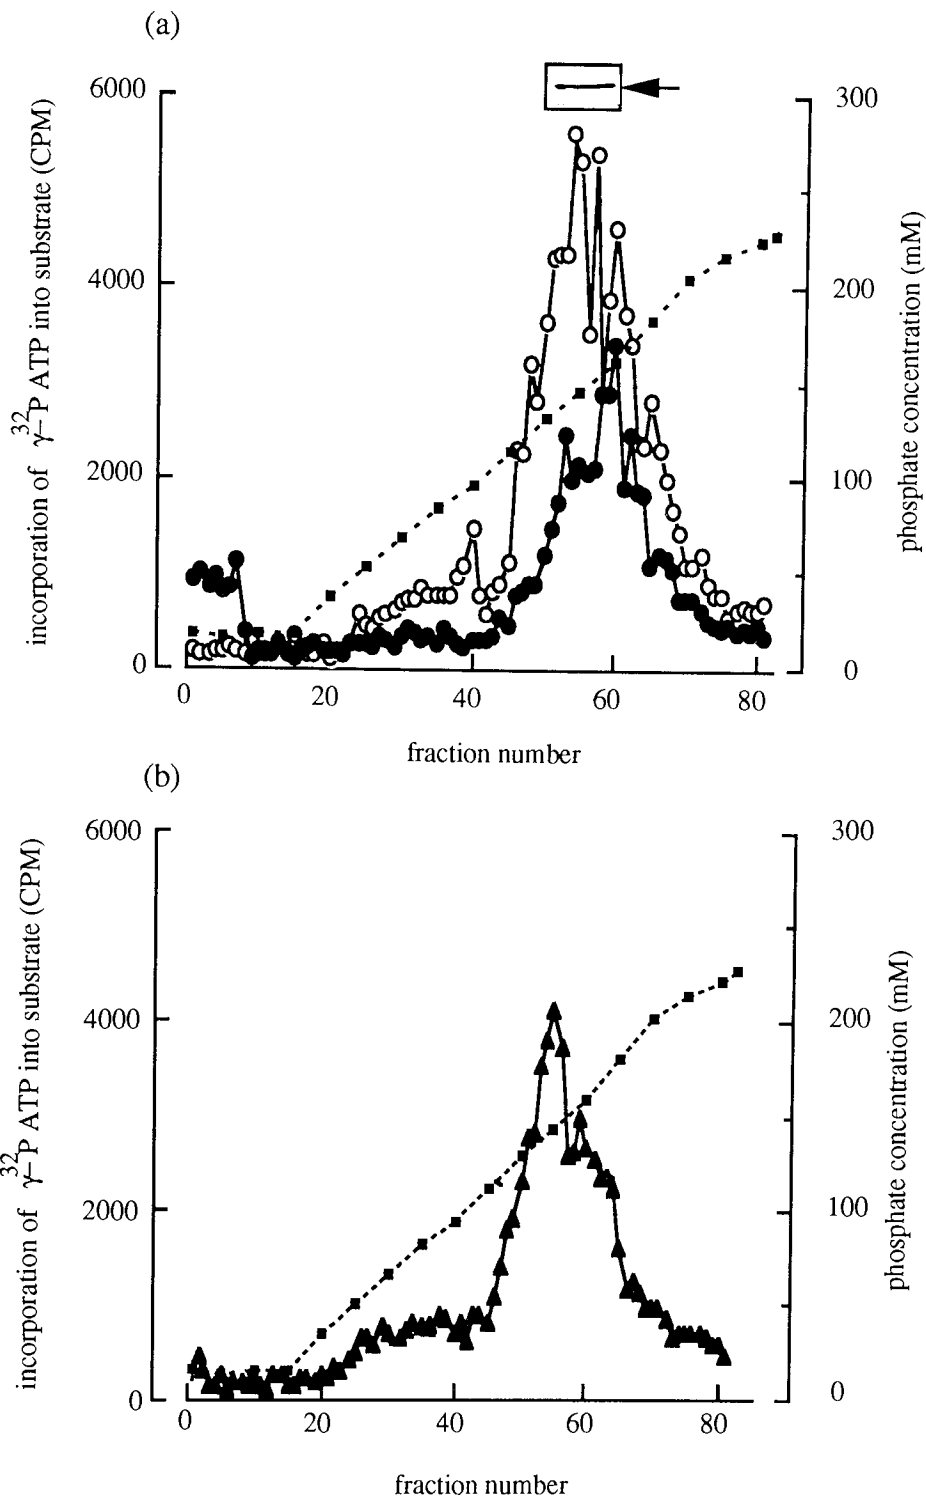 (a)
6000
4000
2000
0
300
200
100
0
incorporation of γ-³²P ATP into substrate (CPM)
phosphate concentration (mM)
0 20 40 60 80
fraction number
(b)
6000
4000
2000
0
300
200
100
0
incorporation of γ-³²P ATP into substrate (CPM)
phosphate concentration (mM)
0 20 40 60 80
fraction number